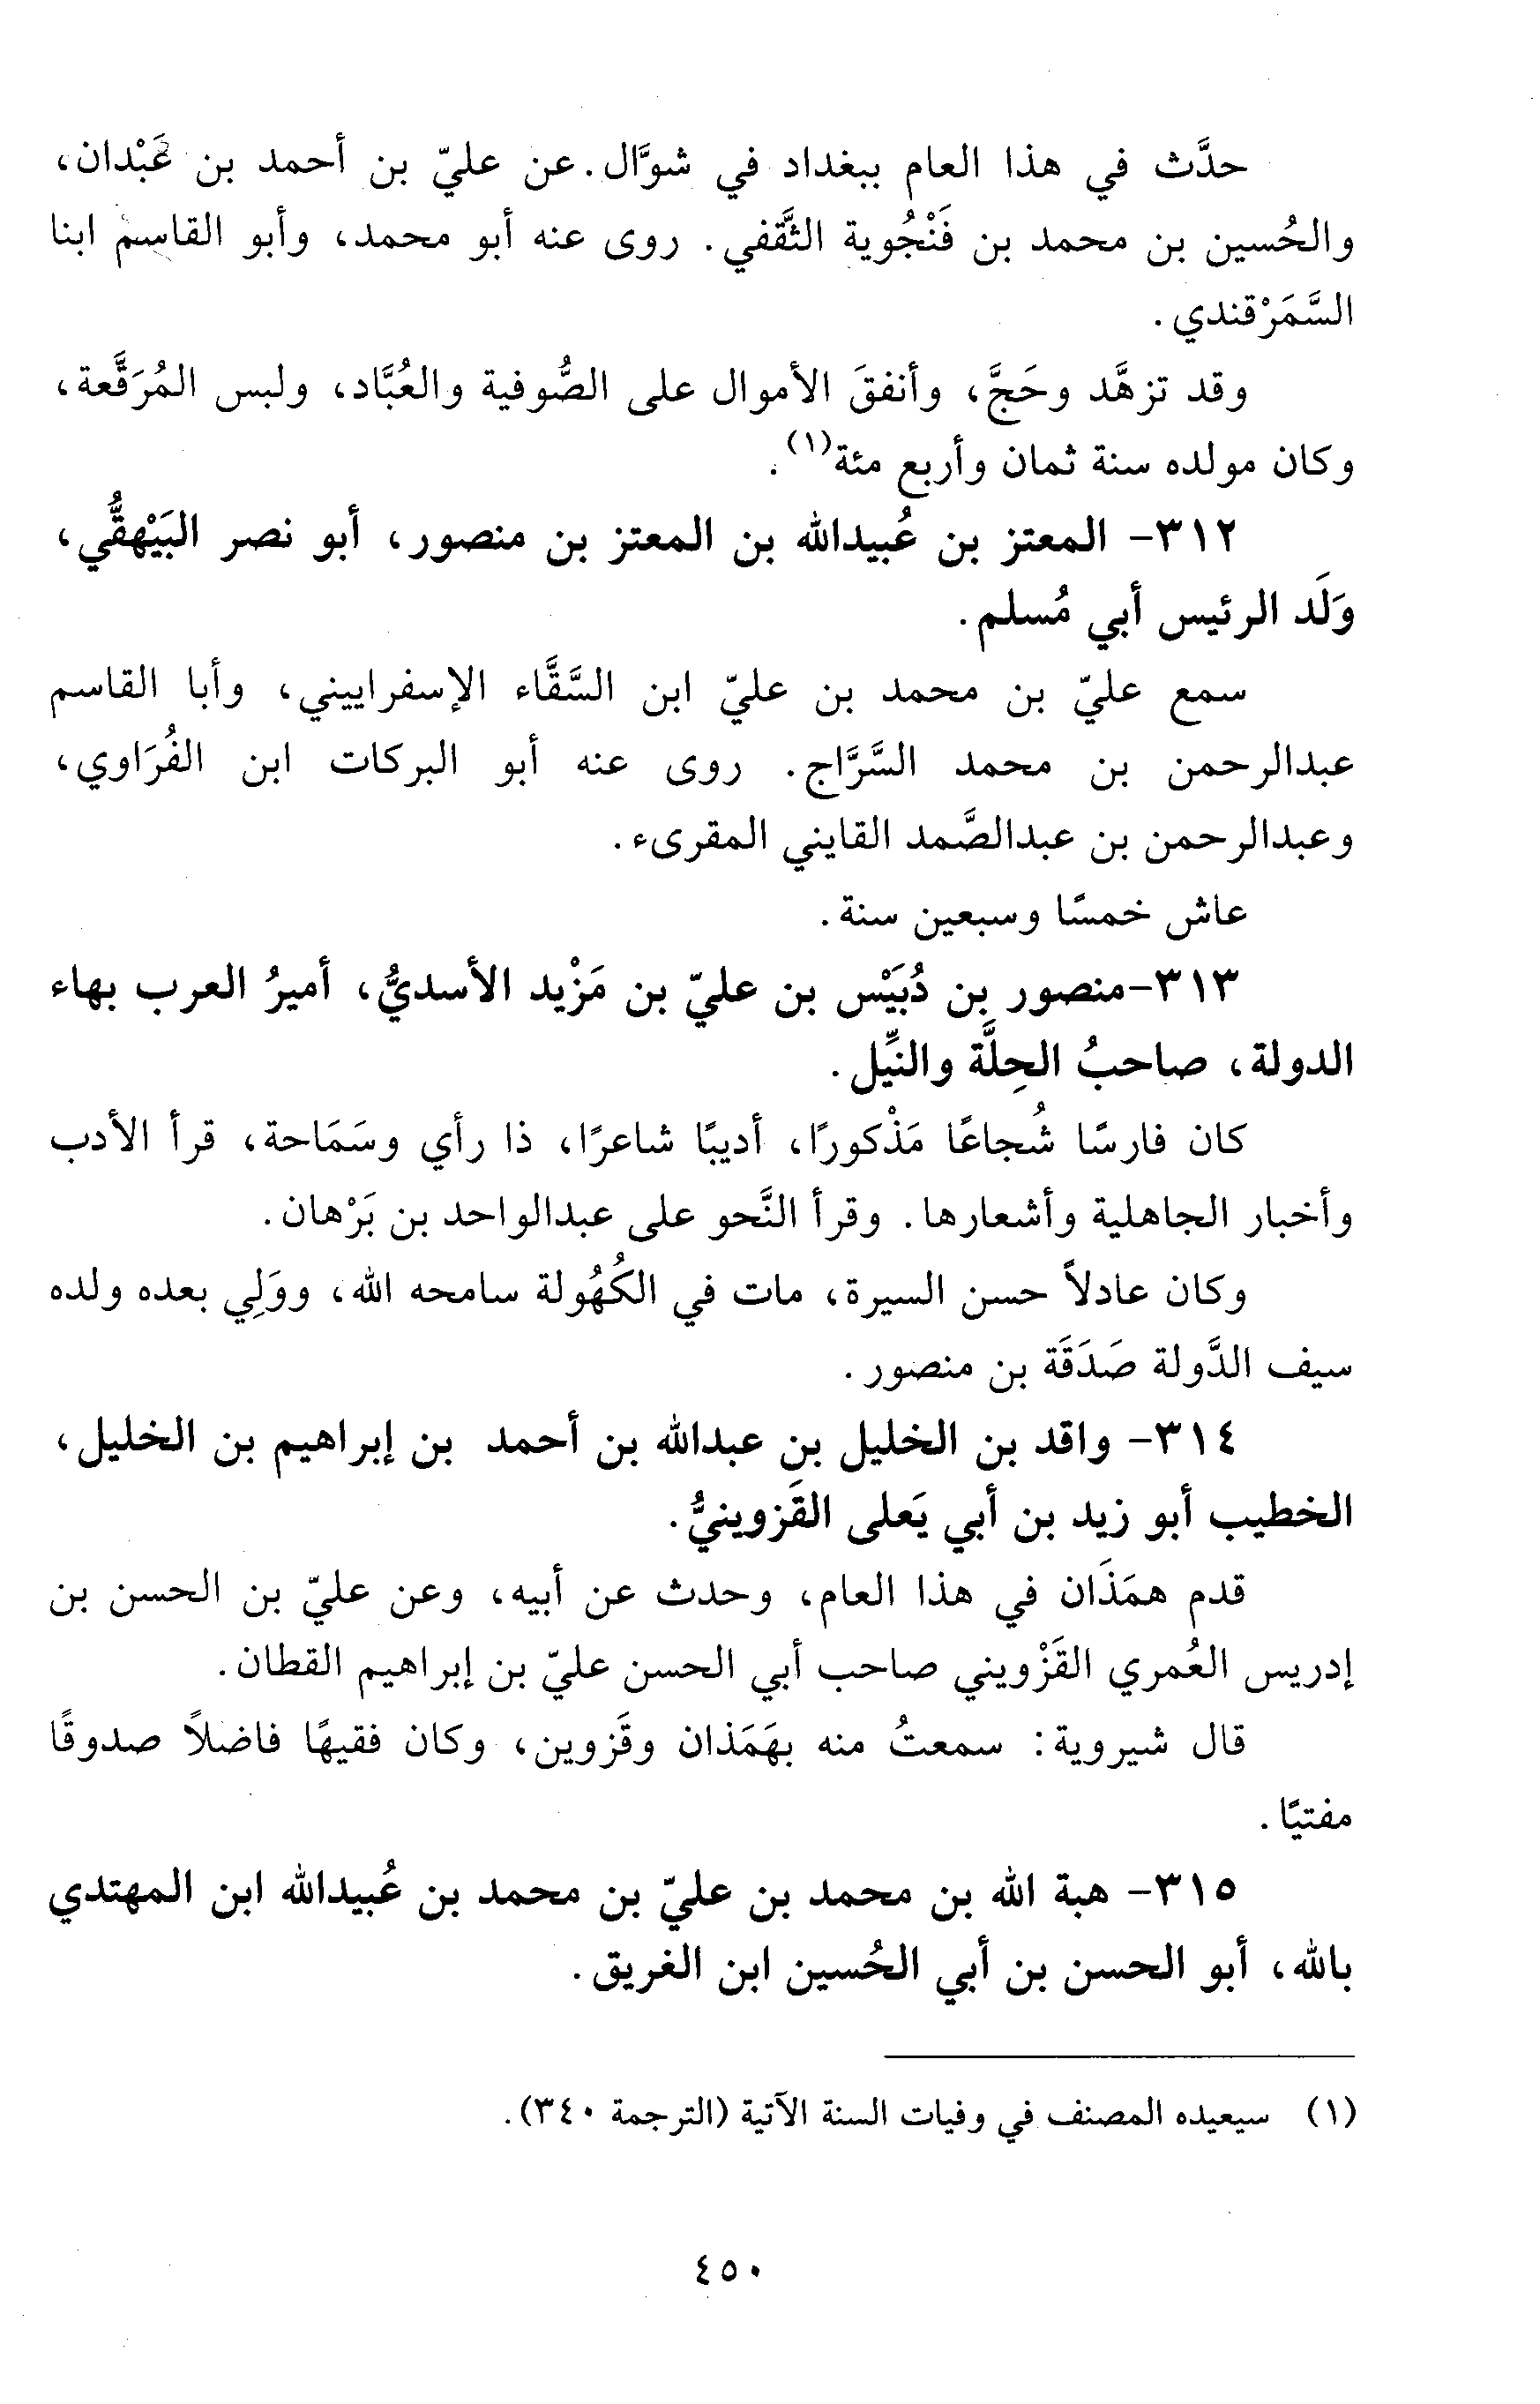 حدَّث في هذا العام ببغداد في شوَّال. عن عليّ بن أحمد بن عَبْدان،
والحُسين بن محمد بن فَنْجُوية الثَّقفي. روى عنه أبو محمد، وأبو القاسم ابنا
السَّمَرْقندي.
وقد تزهَّد وحَجَّ، وأنفقَ الأموال على الصُّوفية والعُبَّاد، ولبس المُرَقَّعة،
وكان مولده سنة ثمان وأربع مئة(١).
٣١٢- المعتز بن عُبيدالله بن المعتز بن منصور، أبو نصر البَيْهقُّي،
وَلَد الرئيس أبي مُسلم.
سمع عليّ بن محمد بن عليّ ابن السَّقَّاء الإسفراييني، وأبا القاسم
عبدالرحمن بن محمد السَّرَّاج. روى عنه أبو البركات ابن الفُرَاوي،
وعبدالرحمن بن عبدالصَّمد القايني المقرىء.
عاش خمسًا وسبعين سنة.
٣١٣-منصور بن دُبَيْس بن عليّ بن مَزْيد الأسديُّ، أميرُ العرب بهاء
الدولة، صاحبُ الحِلَّة والنِّيل.
كان فارسًا شُجاعًا مَذْكورًا، أديبًا شاعرًا، ذا رأي وسَمَاحة، قرأ الأدب
وأخبار الجاهلية وأشعارها. وقرأ النَّحو على عبدالواحد بن بَرْهان.
وكان عادلاً حسن السيرة، مات في الكُهُولة سامحه الله، ووَلِي بعده ولده
سيف الدَّولة صَدَقَة بن منصور.
٣١٤- واقد بن الخليل بن عبدالله بن أحمد بن إبراهيم بن الخليل،
الخطيب أبو زيد بن أبي يَعلى القَزوينيُّ.
قدم همَذَان في هذا العام، وحدث عن أبيه، وعن عليّ بن الحسن بن
إدريس العُمري القَزْويني صاحب أبي الحسن عليّ بن إبراهيم القطان.
قال شيروية: سمعتُ منه بهَمَذان وقَزوين، وكان فقيهًا فاضلاً صدوقًا
مفتيًا.
٣١٥- هبة الله بن محمد بن عليّ بن محمد بن عُبيدالله ابن المهتدي
بالله، أبو الحسن بن أبي الحُسين ابن الغريق.
(١) سيعيده المصنف في وفيات السنة الآتية (الترجمة ٣٤٠).
٤٥٠